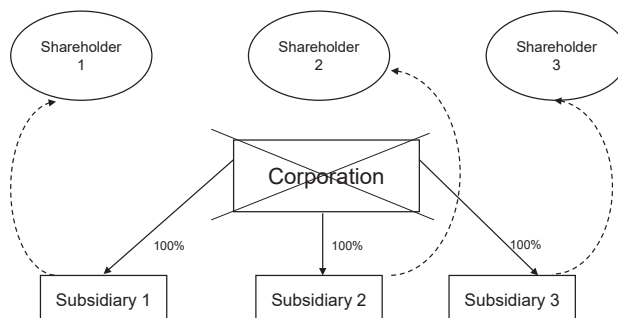 Shareholder
1
Shareholder
2
Shareholder
3
Corporation
100%
100%
100%
Subsidiary 1
Subsidiary 2
Subsidiary 3